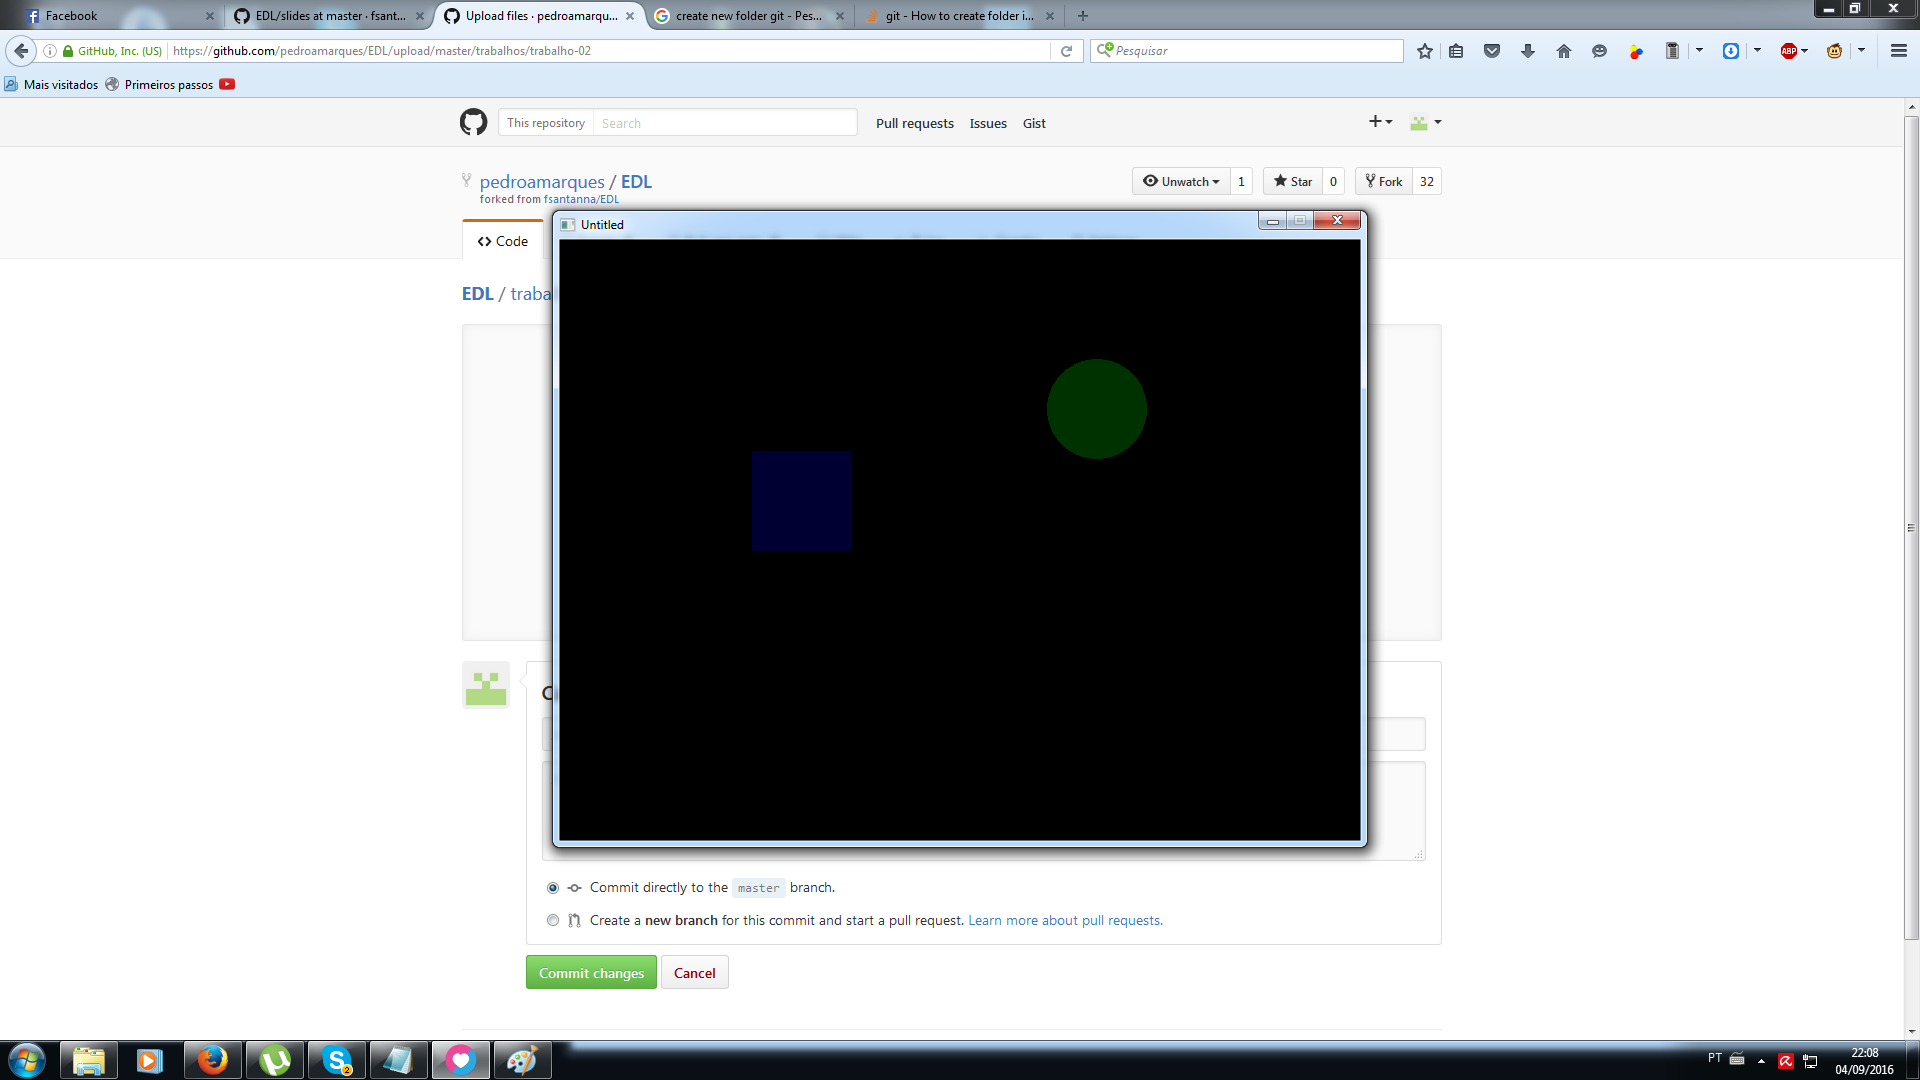 Facebook
EDL/slides at master · fsant...
Upload files · pedroamarqu...
create new folder git - Pes...
git - How to create folder i...
GitHub, Inc. (US)
https://github.com/pedroamarques/EDL/upload/master/trabalhos/trabalho-02
Pesquisar
ABP
Mais visitados
Primeiros passos
This repository
Search
Pull requests
Issues
Gist
pedroamarques / EDL
forked from fsantanna/EDL
Unwatch
1
Star
0
Fork
32
Untitled
Code
EDL / traba
C
Commit directly to the master branch.
Create a new branch for this commit and start a pull request. Learn more about pull requests.
Commit changes
Cancel
2
PT
22:08
04/09/2016